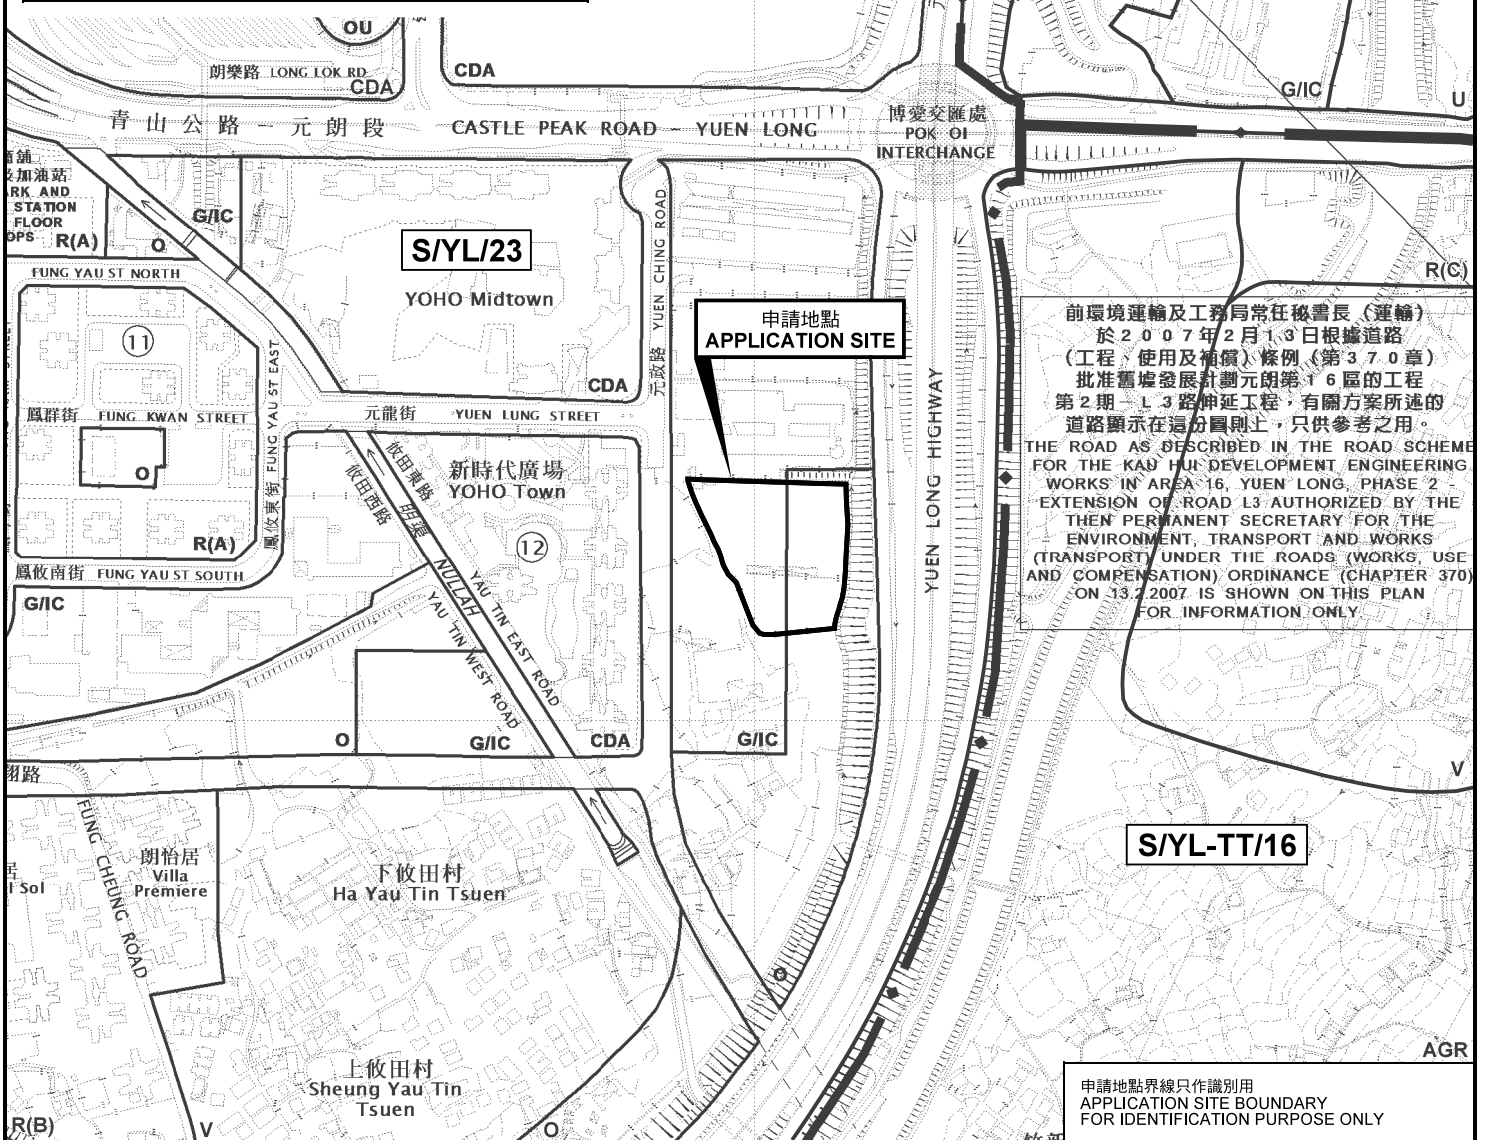 OU
朗樂路 LONG LOK RD
CDA
CDA
G/IC
U
青山公路－元朗段 CASTLE PEAK ROAD - YUEN LONG
博愛交匯處
POK OI
INTERCHANGE
加油站
ARK AND
STATION
FLOOR
OPS
R(A)
O
G/IC
S/YL/23
YOHO Midtown
元政路 YUEN CHING ROAD
R(C)
FUNG YAU ST NORTH
申請地點
APPLICATION SITE
11
CDA
鳳群街 FUNG KWAN STREET
元龍街 YUEN LUNG STREET
O
R(A)
鳳攸東街 FUNG YAU ST EAST
攸田東路
攸田西路
明渠
NULLAH
YAU TIN EAST ROAD
YAU TIN WEST ROAD
新時代廣場
YOHO Town
12
YUEN LONG HIGHWAY
前環境運輸及工務局常任秘書長（運輸）
於2007年2月13日根據道路
（工程、使用及補償）條例（第370章）
批准舊墟發展計劃元朗第16區的工程
第2期－L3路伸延工程，有關方案所述的
道路顯示在這份圖則上，只供參考之用。
THE ROAD AS DESCRIBED IN THE ROAD SCHEME
FOR THE KAU HUI DEVELOPMENT ENGINEERING
WORKS IN AREA 16, YUEN LONG, PHASE 2 -
EXTENSION OF ROAD L3 AUTHORIZED BY THE
THEN PERMANENT SECRETARY FOR THE
ENVIRONMENT, TRANSPORT AND WORKS
(TRANSPORT) UNDER THE ROADS (WORKS, USE
AND COMPENSATION) ORDINANCE (CHAPTER 370)
ON 13.2.2007 IS SHOWN ON THIS PLAN
FOR INFORMATION ONLY
鳳攸南街 FUNG YAU ST SOUTH
G/IC
O
G/IC
CDA
G/IC
V
翔路
FUNG CHEUNG ROAD
朗怡居
Villa
Premiere
居
l Sol
下攸田村
Ha Yau Tin Tsuen
S/YL-TT/16
O
上攸田村
Sheung Yau Tin
Tsuen
AGR
R(B)
V
O
申請地點界線只作識別用
APPLICATION SITE BOUNDARY
FOR IDENTIFICATION PURPOSE ONLY